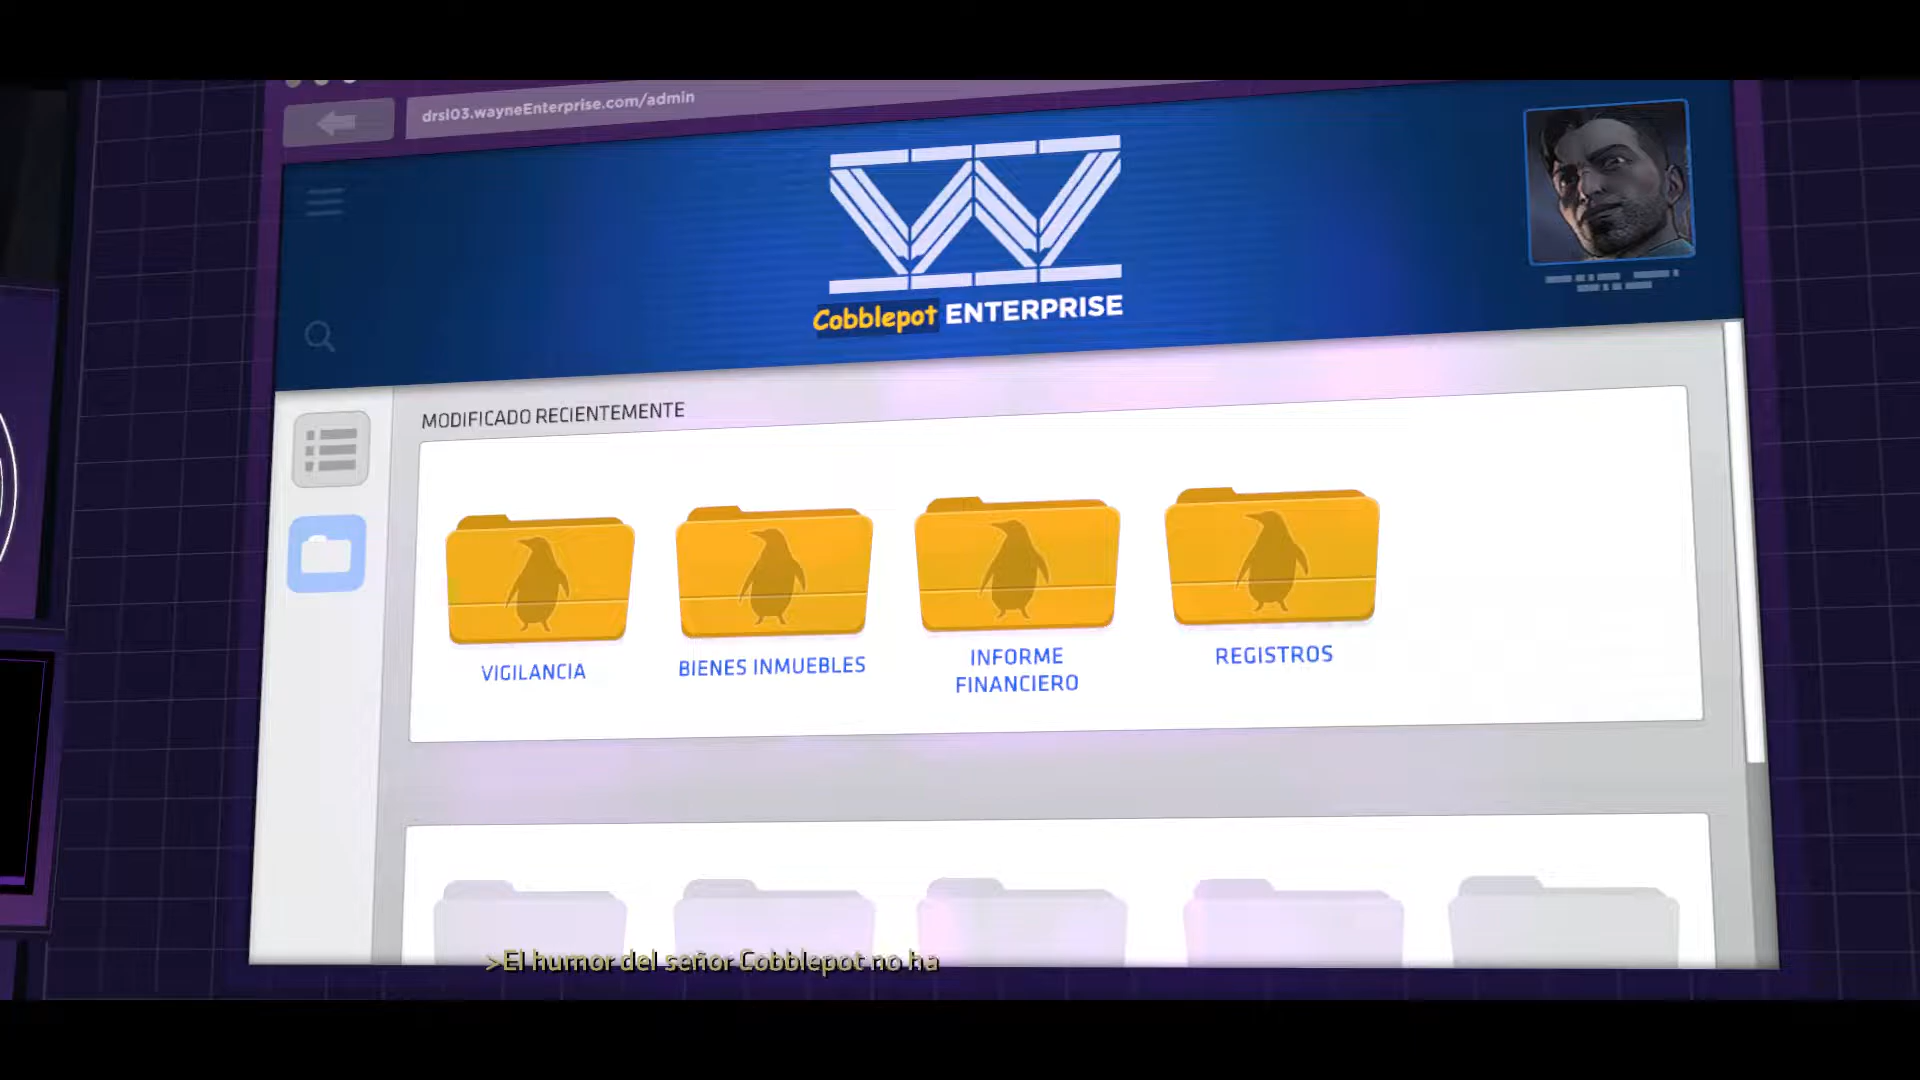 drsl03.wayneEnterprise.com/admin
Cobblepot ENTERPRISE
MODIFICADO RECIENTEMENTE
VIGILANCIA
BIENES INMUEBLES
INFORME
FINANCIERO
REGISTROS
>El humor del señor Cobblepot no ha